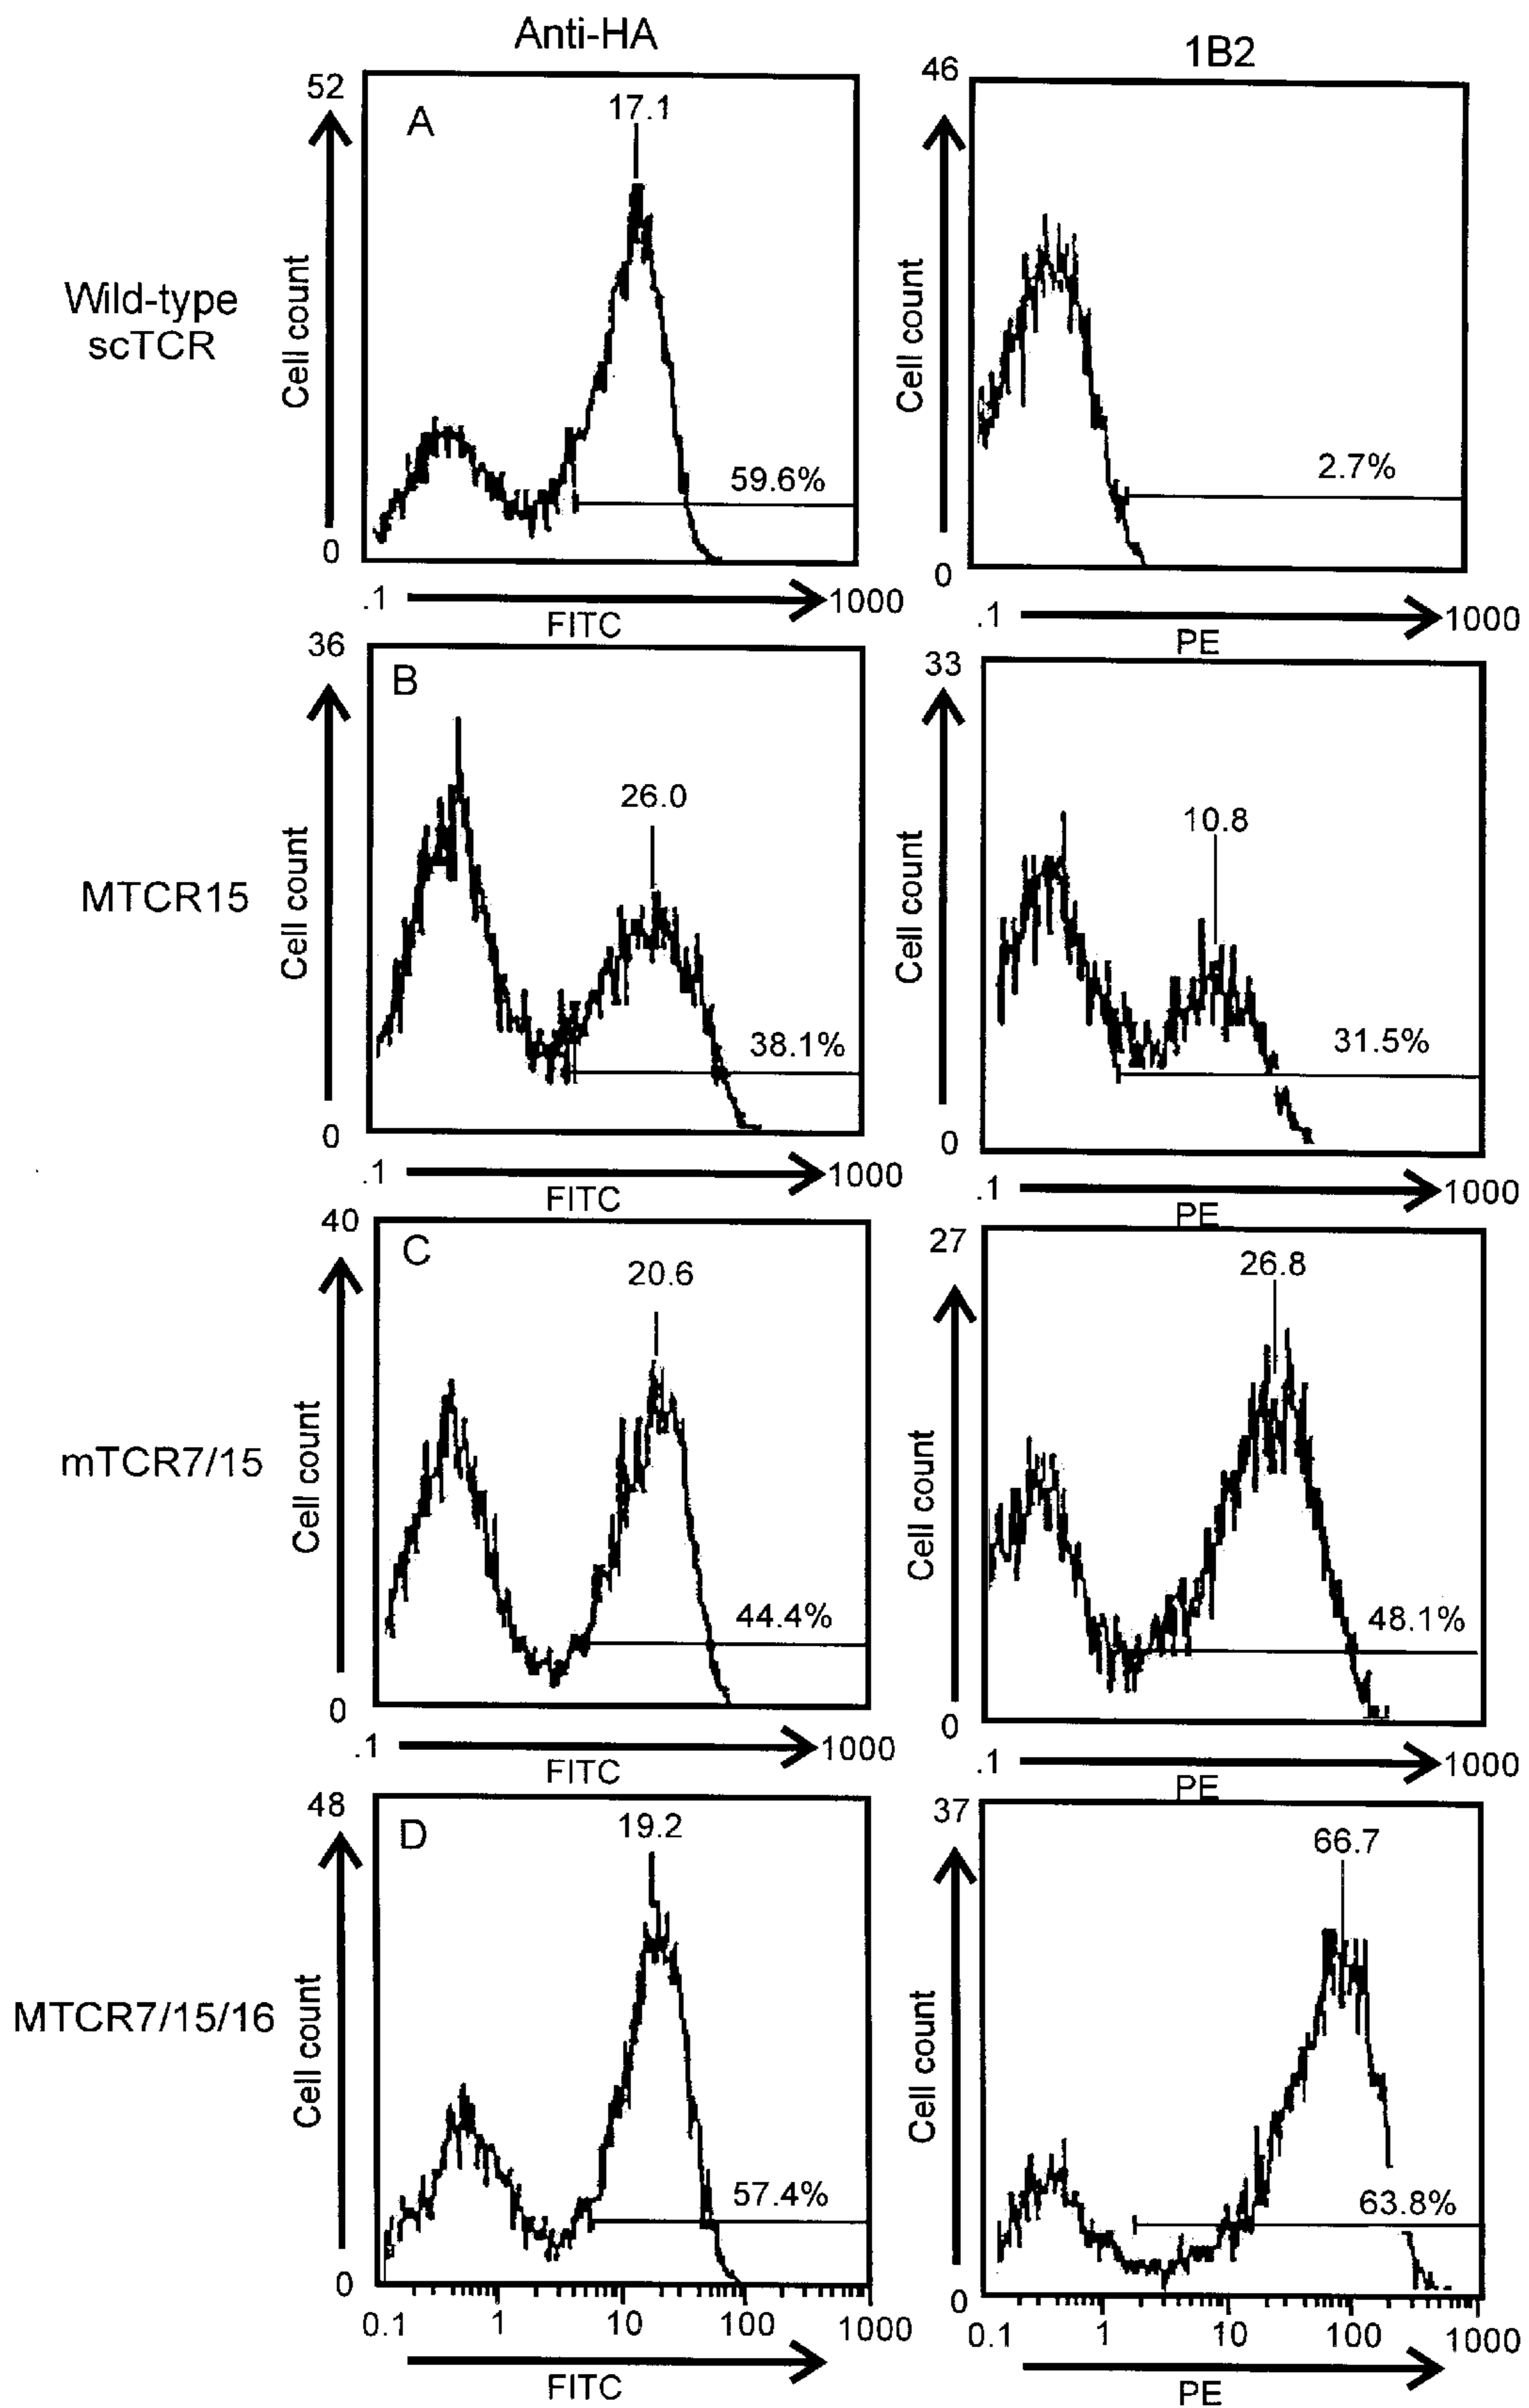 Anti-HA
1B2
Wild-type
scTCR
52
Cell count
0
A
17.1
59.6%
.1
1000
FITC
46
Cell count
0
2.7%
.1
1000
PE
MTCR15
36
Cell count
0
B
26.0
38.1%
.1
1000
FITC
33
Cell count
0
10.8
31.5%
.1
1000
PE
mTCR7/15
40
Cell count
0
C
20.6
44.4%
.1
1000
FITC
27
Cell count
0
26.8
48.1%
.1
1000
PE
MTCR7/15/16
48
Cell count
0
D
19.2
57.4%
0.1 1 10 100 1000
FITC
37
Cell count
0
66.7
63.8%
0.1 1 10 100 1000
PE